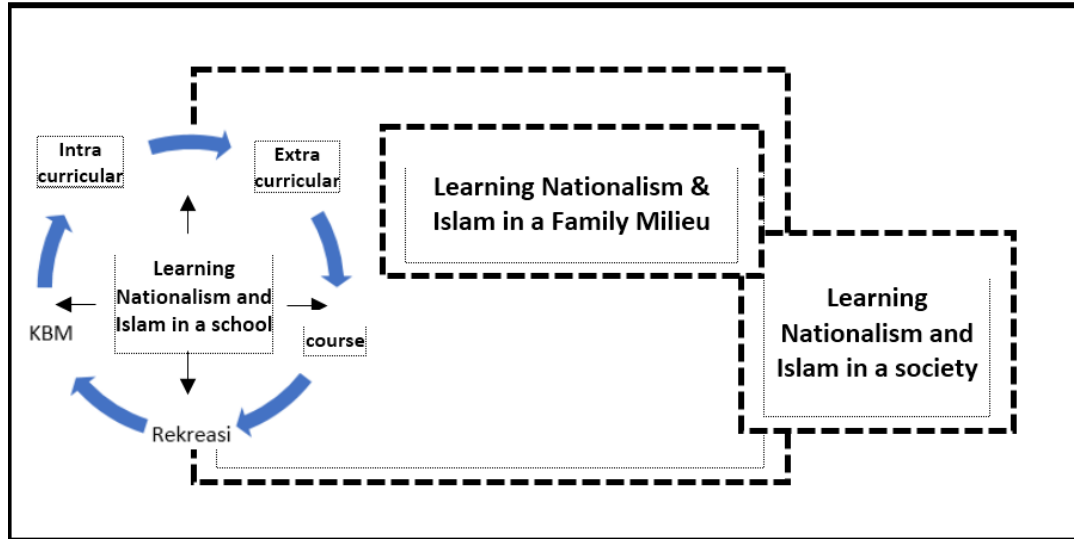 Intra
curricular
Extra
curricular
Learning
Nationalism and
Islam in a school
KBM
course
Rekreasi
Learning Nationalism &
Islam in a Family Milieu
Learning
Nationalism and
Islam in a society